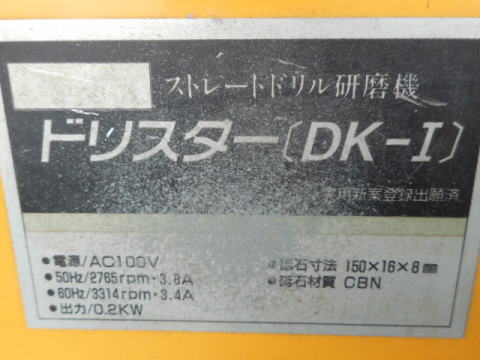 ストレートドリル研磨機
ドリスター〔DK-I〕
実用新案登録出願済
●電源/AC100V
●50Hz/2765rpm・3.8A
●60Hz/3314rpm・3.4A
●出力/0.2KW
●砥石寸法 150×16×8mm
●砥石材質 CBN